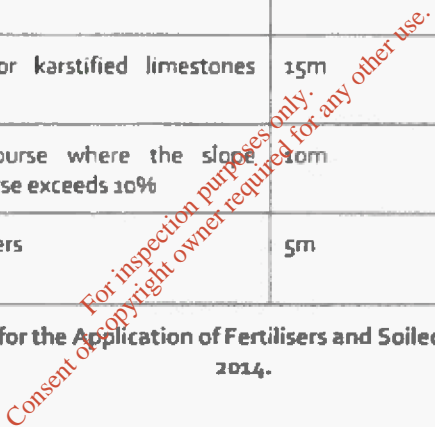 or karstified limestones 15m
ourse where the slope 10m
se exceeds 10%
ers 5m
for the Application of Fertilisers and Soiled
2014.
For inspection purposes only.
Consent of copyright owner required for any other use.